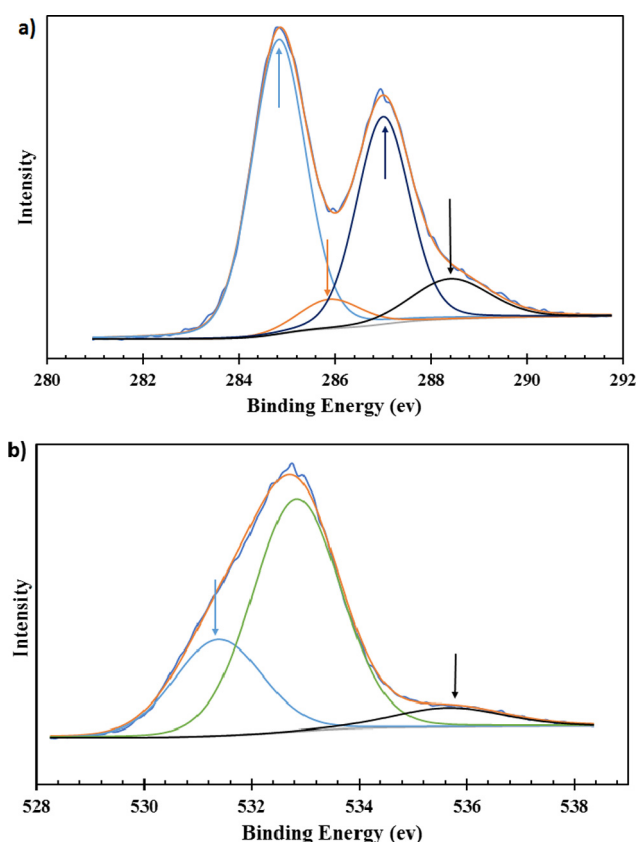 a)
Intensity
280 282 284 286 288 290 292
Binding Energy (ev)
b)
Intensity
528 530 532 534 536 538
Binding Energy (ev)